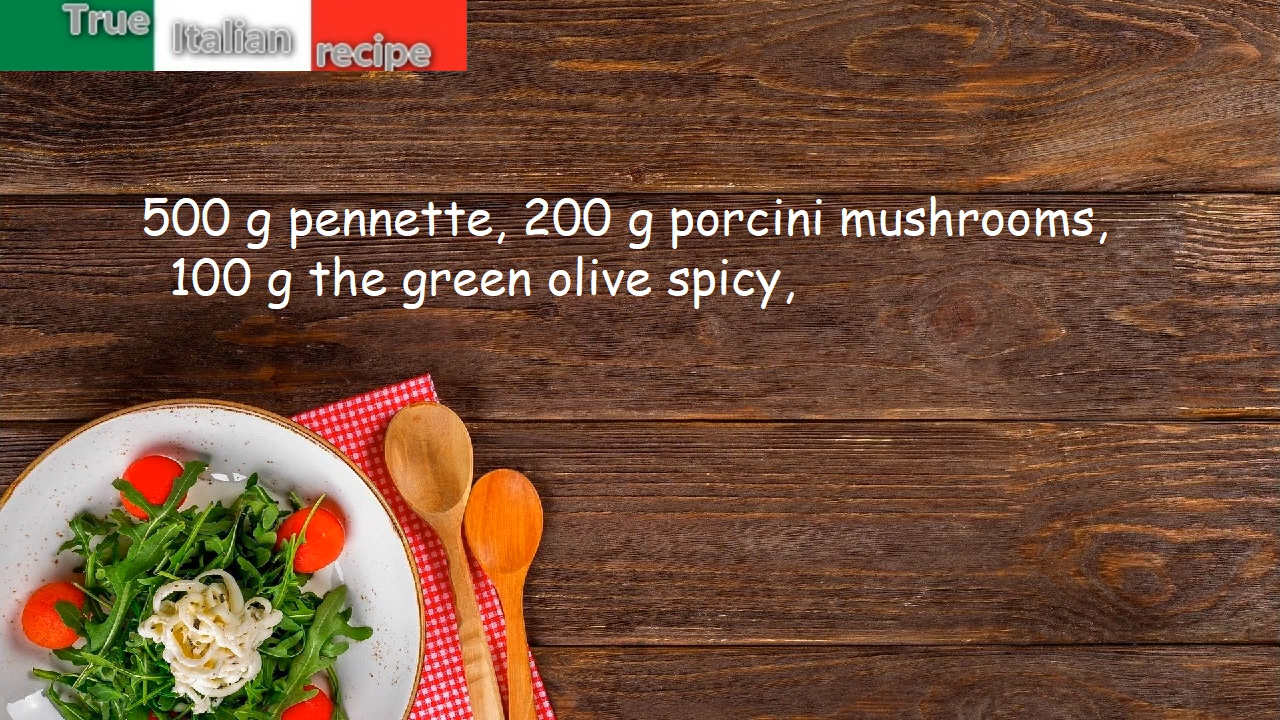 True Italian recipe
500 g pennette, 200 g porcini mushrooms,
100 g the green olive spicy,